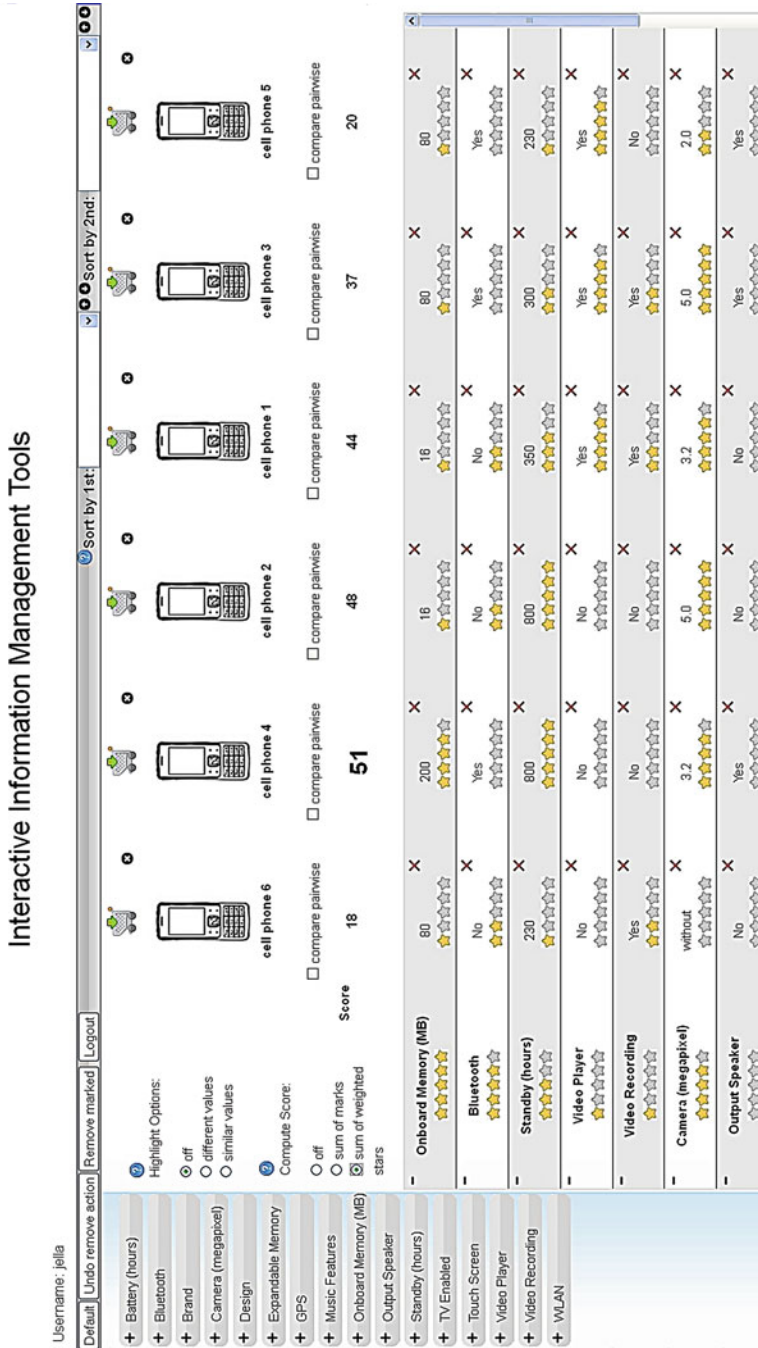 Interactive Information Management Tools
Username: jella
Default Undo remove action Remove marked Logout
Sort by 1st:
Sort by 2nd:
+ Battery (hours)
+ Bluetooth
+ Brand
+ Camera (megapixel)
+ Design
+ Expandable Memory
+ GPS
+ Music Features
+ Onboard Memory (MB)
+ Output Speaker
+ Standby (hours)
+ TV Enabled
+ Touch Screen
+ Video Player
+ Video Recording
+ WLAN
Highlight Options:
off
different values
similar values
Compute Score:
off
sum of marks
sum of weighted
stars
cell phone 6 cell phone 4 cell phone 2 cell phone 1 cell phone 3 cell phone 5
compare pairwise compare pairwise compare pairwise compare pairwise compare pairwise compare pairwise
Score 18 51 48 44 37 20
- Onboard Memory (MB) 80 200 16 16 80 80
- Bluetooth No Yes No No Yes Yes
- Standby (hours) 230 800 800 350 300 230
- Video Player No No No Yes Yes Yes
- Video Recording Yes No No Yes Yes No
- Camera (megapixel) without 3.2 5.0 3.2 5.0 2.0
- Output Speaker No Yes No No Yes Yes